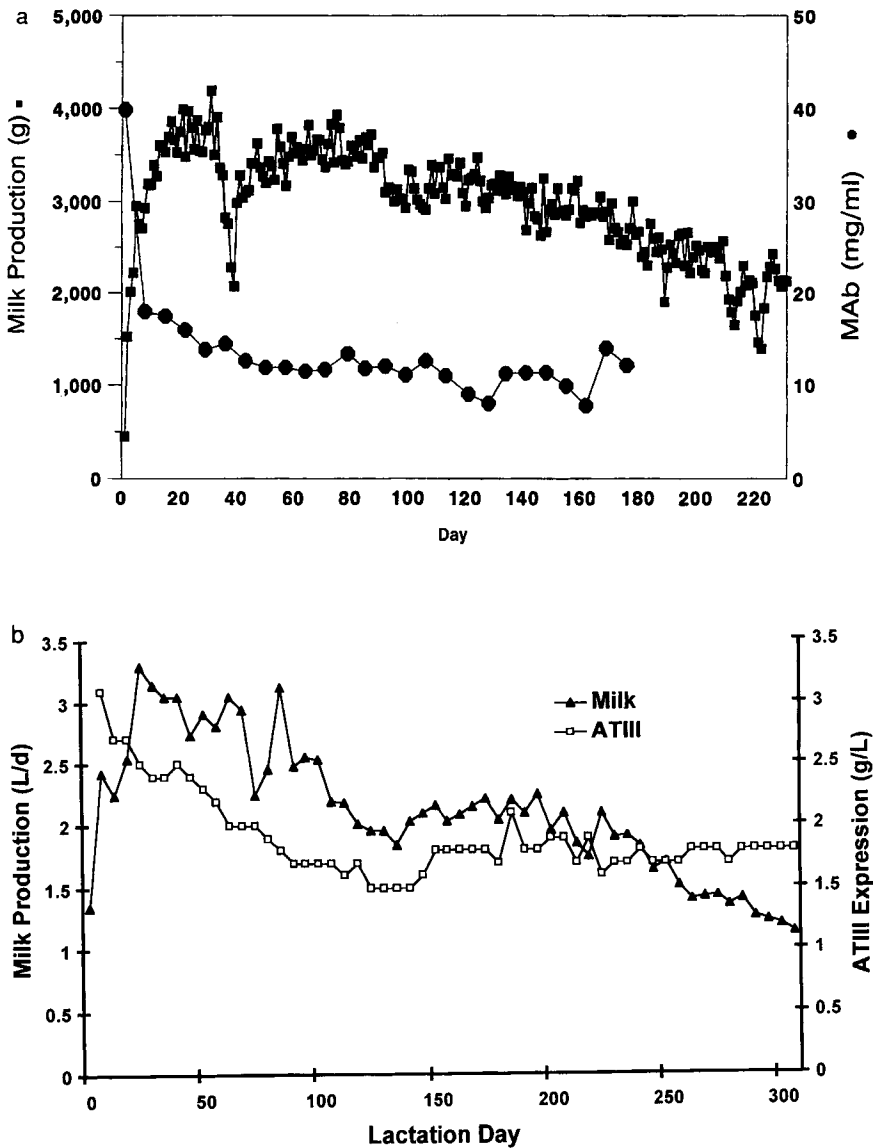 a
5,000
4,000
3,000
2,000
1,000
0
Milk Production (g) ▪
50
40
30
20
10
0
MAb (mg/ml) ●
0 20 40 60 80 100 120 140 160 180 200 220
Day
b
3.5
3
2.5
2
1.5
1
0.5
0
Milk Production (L/d)
Milk
ATIII
3.5
3
2.5
2
1.5
1
0.5
0
ATIII Expression (g/L)
0 50 100 150 200 250 300
Lactation Day